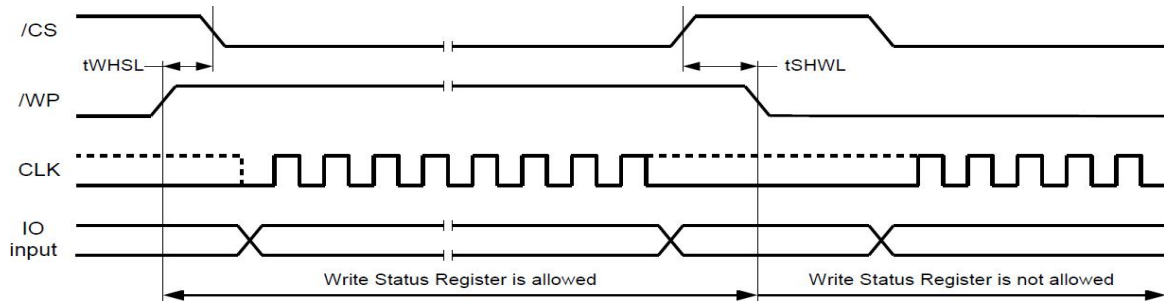 /CS
tWHSL
tSHWL
/WP
CLK
IO
input
Write Status Register is allowed
Write Status Register is not allowed